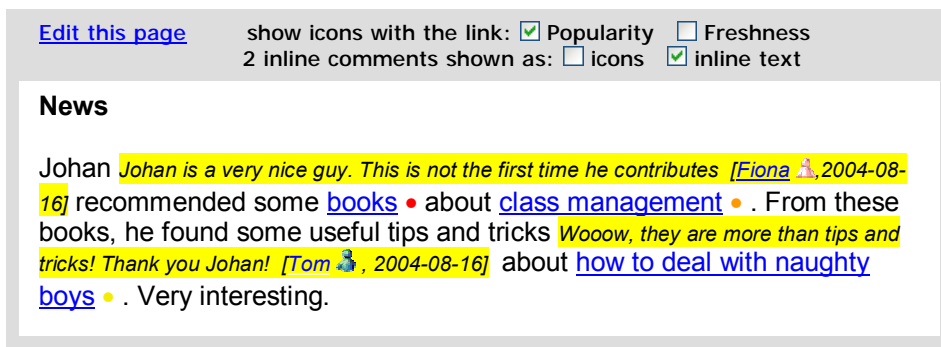 Edit this page show icons with the link: Popularity Freshness
2 inline comments shown as: icons inline text
News
Johan Johan is a very nice guy. This is not the first time he contributes [Fiona ,2004-08-
16] recommended some books • about class management • . From these
books, he found some useful tips and tricks Wooow, they are more than tips and
tricks! Thank you Johan! [Tom , 2004-08-16] about how to deal with naughty
boys • . Very interesting.